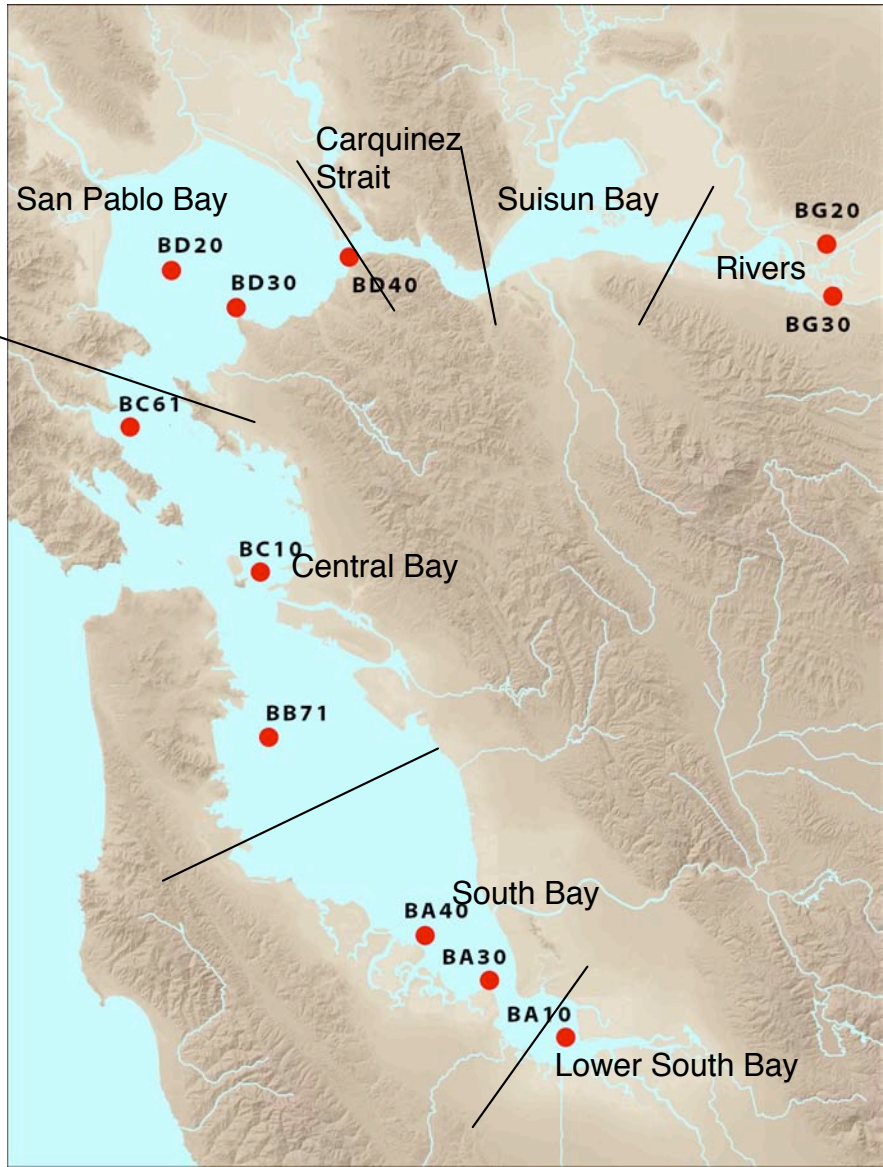 Carquinez
Strait
San Pablo Bay
Suisun Bay
BG20
BD20
Rivers
BD30
BD40
BG30
BC61
BC10
Central Bay
BB71
South Bay
BA40
BA30
BA10
Lower South Bay